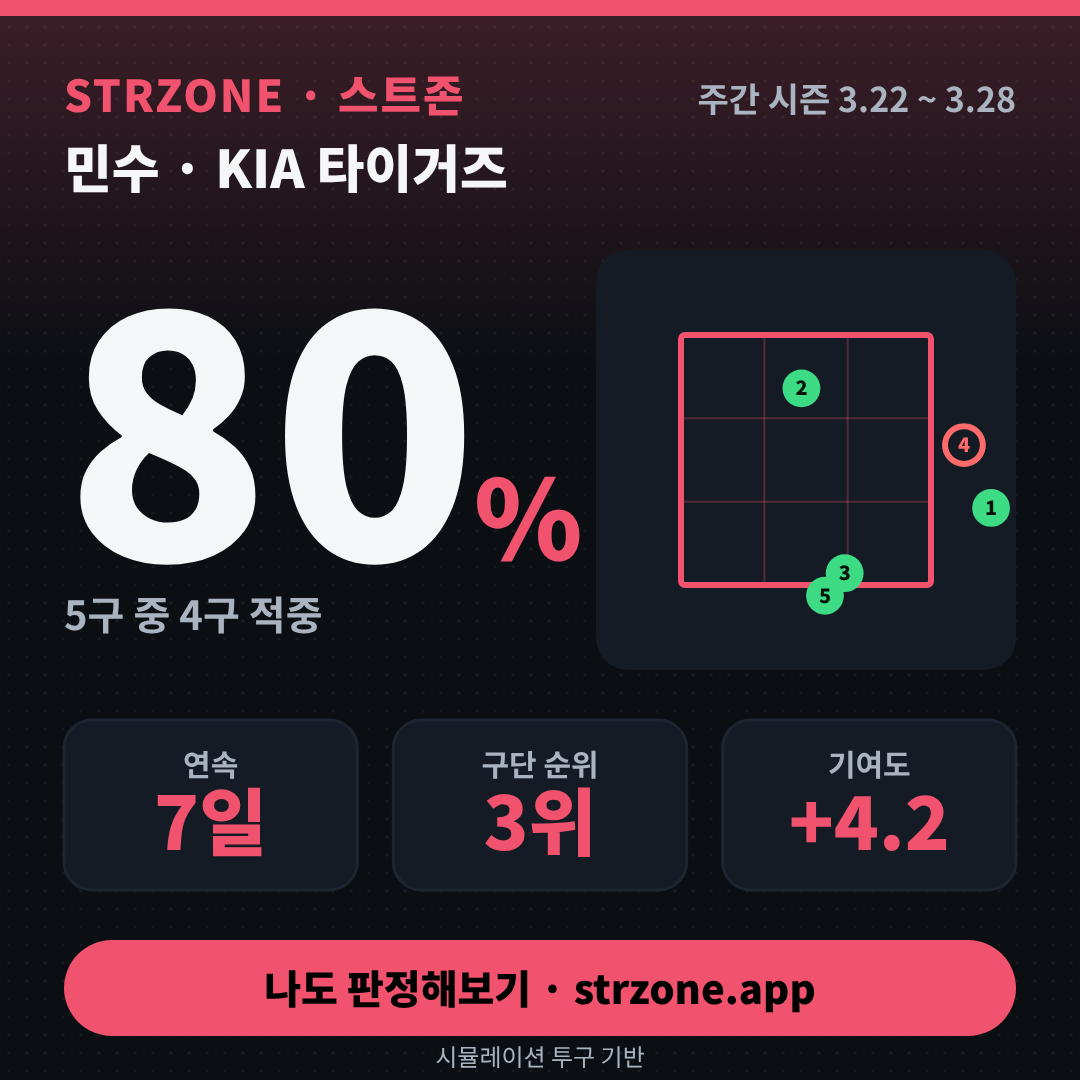 STRZONE · 스트존
주간 시즌 3.22 ~ 3.28
민수 · KIA 타이거즈
80%
5구 중 4구 적중
2
4
1
3
5
연속
7일
구단 순위
3위
기여도
+4.2
나도 판정해보기 · strzone.app
시뮬레이션 투구 기반